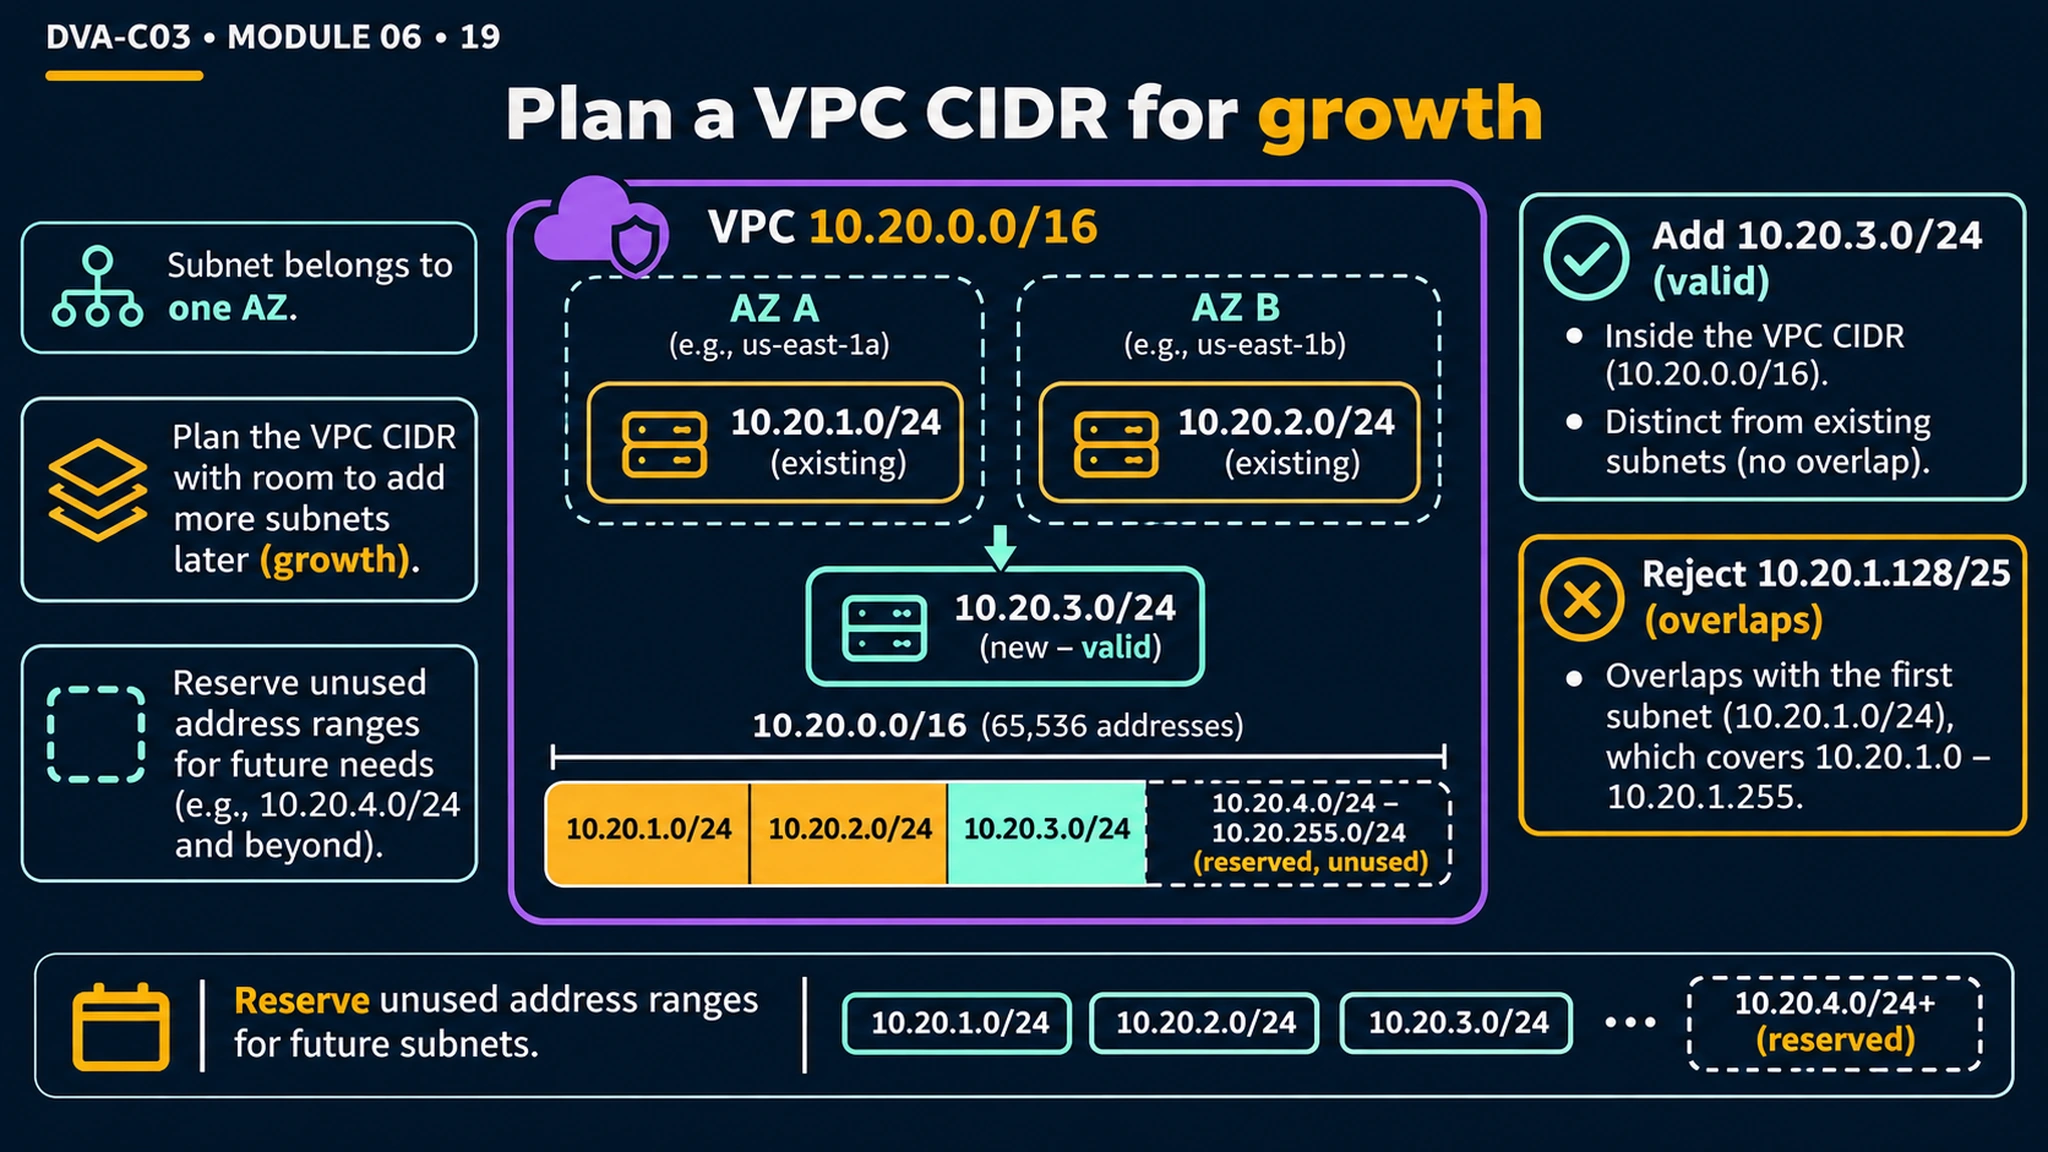 DVA-C03 • MODULE 06 • 19
Plan a VPC CIDR for growth
Subnet belongs to
one AZ.
Plan the VPC CIDR
with room to add
more subnets
later (growth).
Reserve unused
address ranges
for future needs
(e.g., 10.20.4.0/24
and beyond).
VPC 10.20.0.0/16
AZ A
(e.g., us-east-1a)
10.20.1.0/24
(existing)
AZ B
(e.g., us-east-1b)
10.20.2.0/24
(existing)
10.20.3.0/24
(new – valid)
10.20.0.0/16 (65,536 addresses)
10.20.1.0/24
10.20.2.0/24
10.20.3.0/24
10.20.4.0/24 –
10.20.255.0/24
(reserved, unused)
Add 10.20.3.0/24
(valid)
• Inside the VPC CIDR
(10.20.0.0/16).
• Distinct from existing
subnets (no overlap).
Reject 10.20.1.128/25
(overlaps)
• Overlaps with the first
subnet (10.20.1.0/24),
which covers 10.20.1.0 –
10.20.1.255.
Reserve unused address ranges
for future subnets.
10.20.1.0/24
10.20.2.0/24
10.20.3.0/24
•••
10.20.4.0/24+
(reserved)